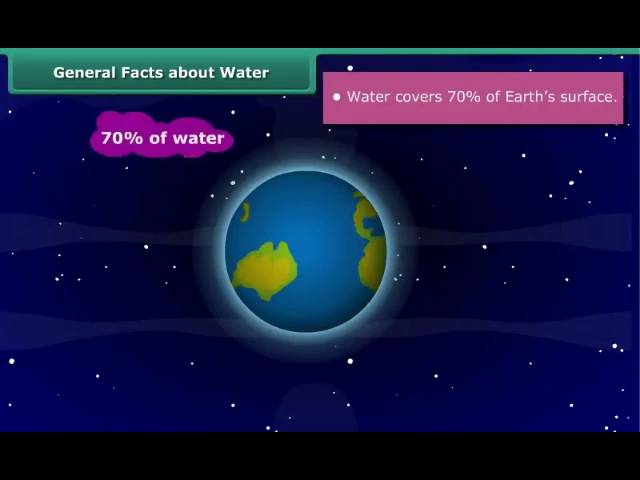 General Facts about Water
• Water covers 70% of Earth's surface.
70% of water